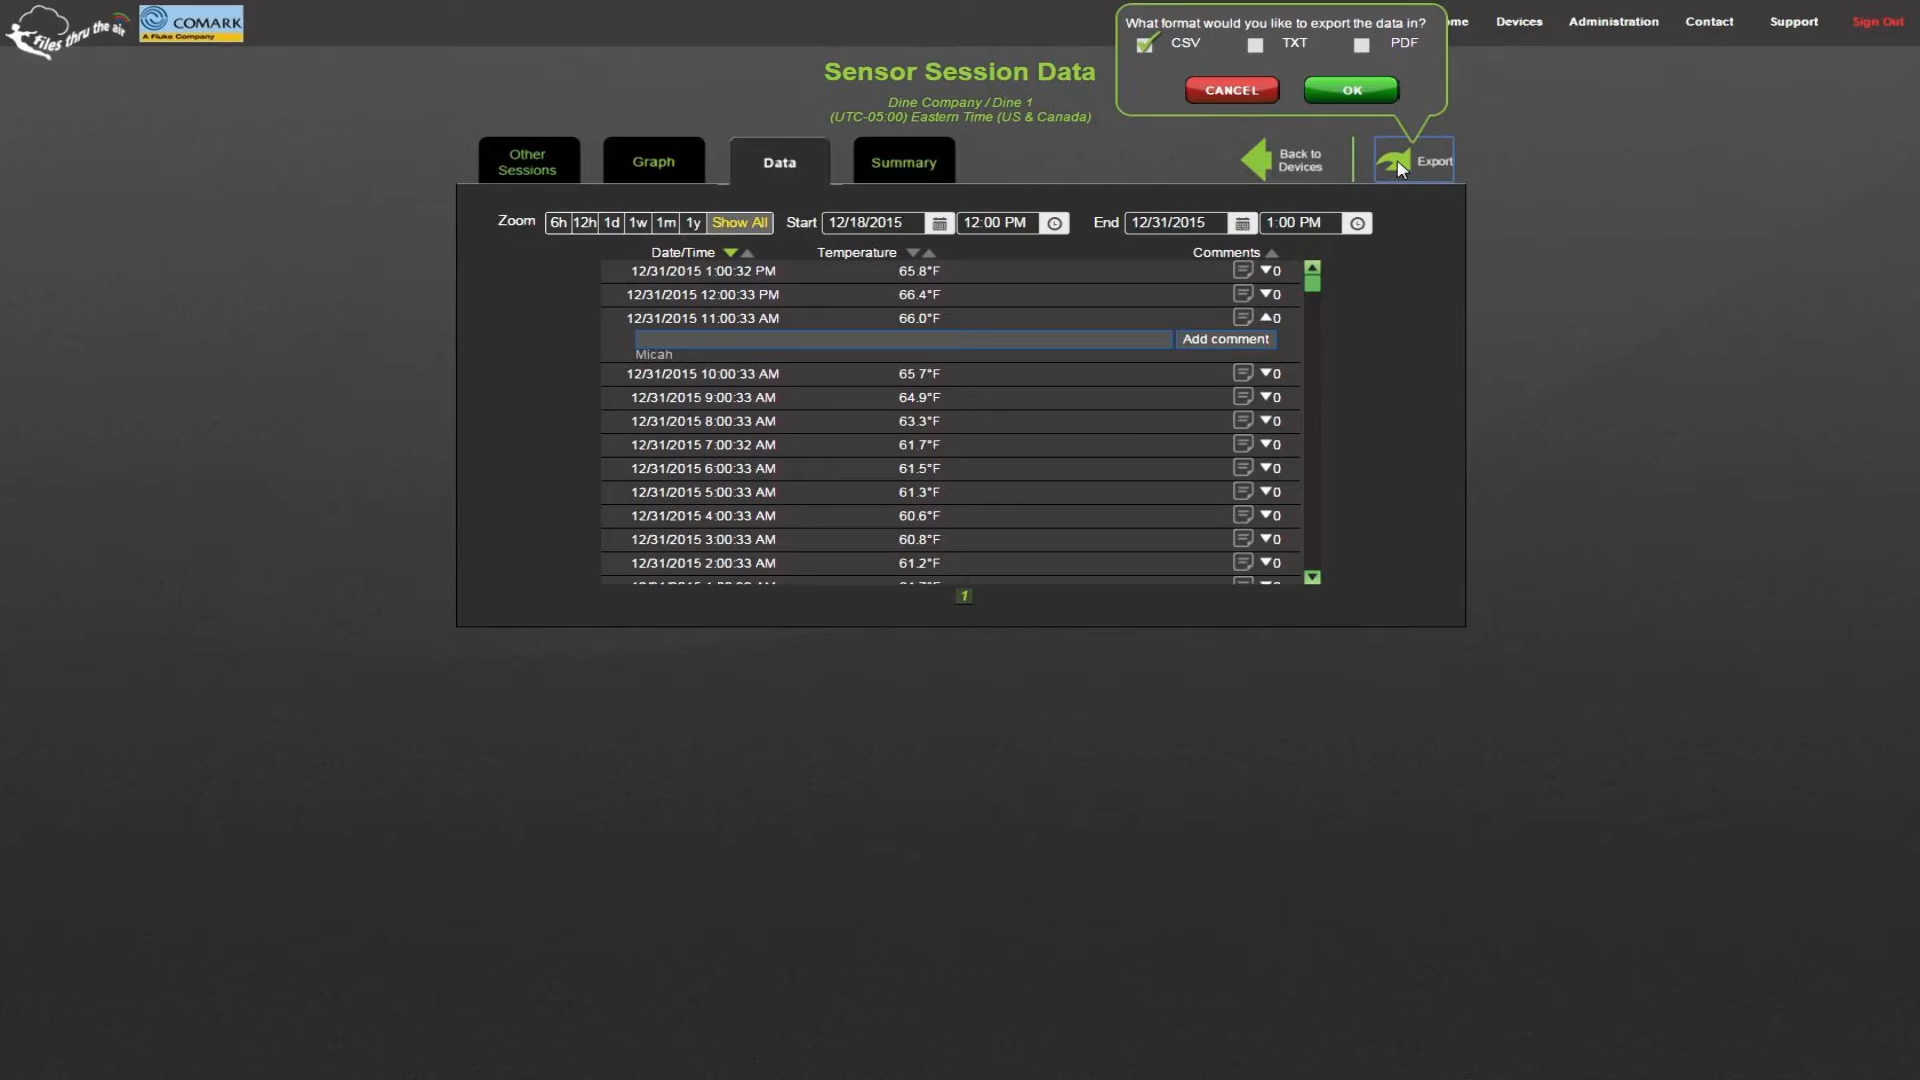 files thru the air
COMARK
A Fluke Company
What format would you like to export the data in?
CSV TXT PDF
CANCEL OK
Devices Administration Contact Support Sign Out
Sensor Session Data
Dine Company / Dine 1
(UTC-05:00) Eastern Time (US & Canada)
Other Sessions
Graph
Data
Summary
Back to Devices
Export
Zoom 6h 12h 1d 1w 1m 1y Show All Start 12/18/2015 12:00 PM End 12/31/2015 1:00 PM
Date/Time Temperature Comments
12/31/2015 1:00:32 PM 65.8°F 0
12/31/2015 12:00:33 PM 66.4°F 0
12/31/2015 11:00:33 AM 66.0°F 0
Add comment
Micah
12/31/2015 10:00:33 AM 65.7°F 0
12/31/2015 9:00:33 AM 64.9°F 0
12/31/2015 8:00:33 AM 63.3°F 0
12/31/2015 7:00:32 AM 61.7°F 0
12/31/2015 6:00:33 AM 61.5°F 0
12/31/2015 5:00:33 AM 61.3°F 0
12/31/2015 4:00:33 AM 60.6°F 0
12/31/2015 3:00:33 AM 60.8°F 0
12/31/2015 2:00:33 AM 61.2°F 0
1